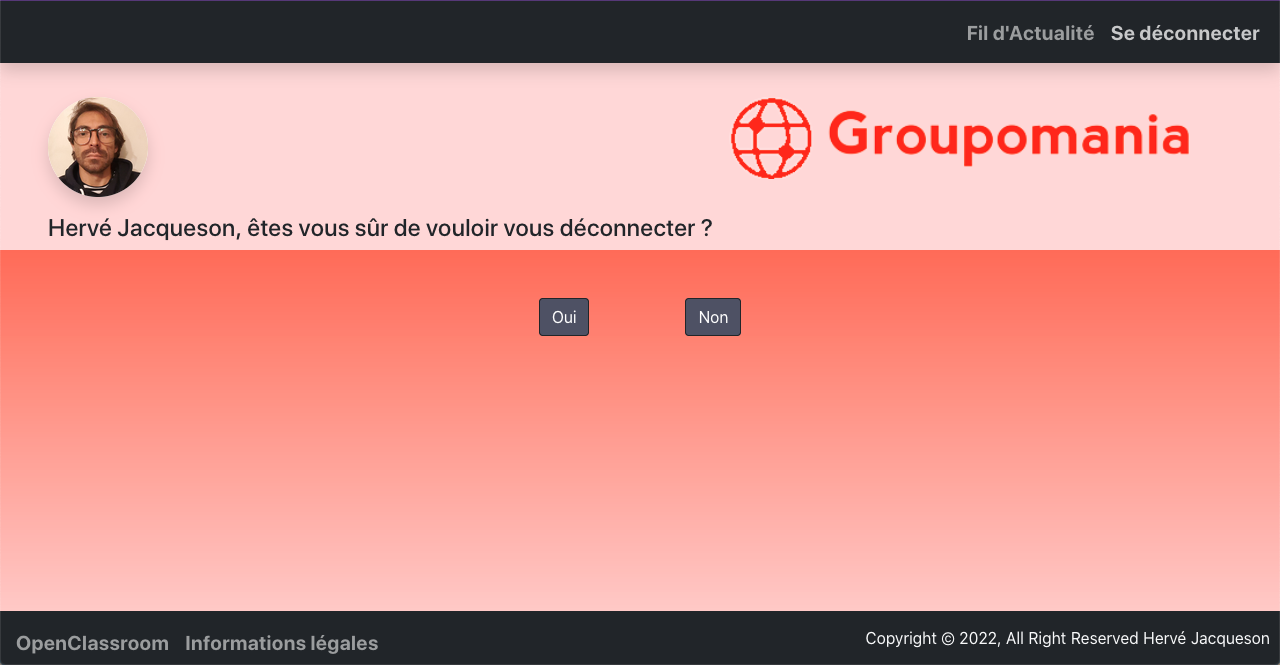 Fil d'Actualité Se déconnecter
Groupomania
Hervé Jacqueson, êtes vous sûr de vouloir vous déconnecter ?
Oui Non
OpenClassroom Informations légales Copyright © 2022, All Right Reserved Hervé Jacqueson